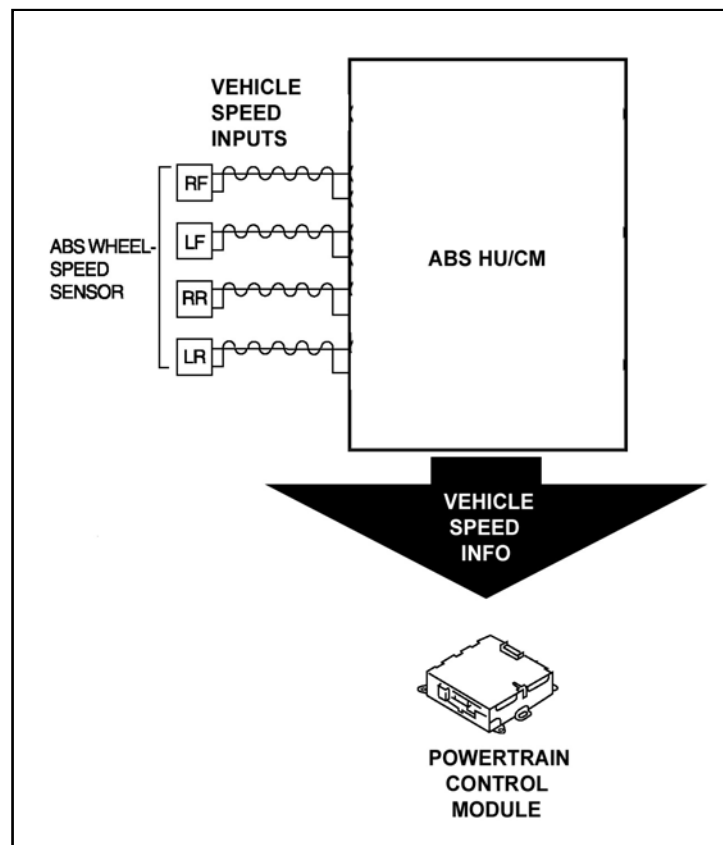 VEHICLE
SPEED
INPUTS
RF
LF
RR
LR
ABS WHEEL-
SPEED
SENSOR
ABS HU/CM
VEHICLE
SPEED
INFO
POWERTRAIN
CONTROL
MODULE